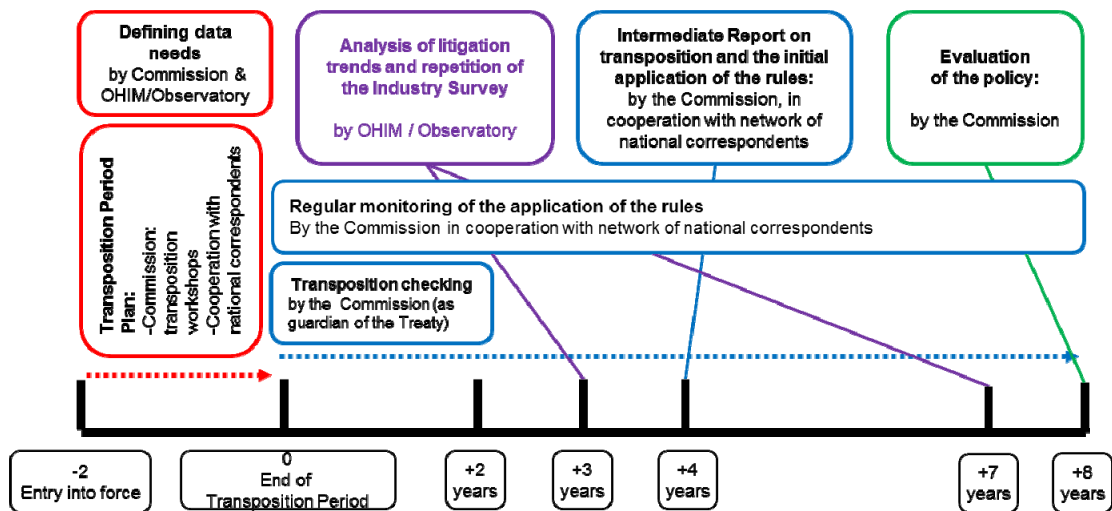 Defining data
needs
by Commission &
OHIM/Observatory
Analysis of litigation
trends and repetition of
the Industry Survey
by OHIM / Observatory
Intermediate Report on
transposition and the initial
application of the rules:
by the Commission, in
cooperation with network of
national correspondents
Evaluation
of the policy:
by the Commission
Transposition Period
Plan:
-Commission:
transposition
workshops
-Cooperation with
national correspondents
Regular monitoring of the application of the rules
By the Commission in cooperation with network of national correspondents
Transposition checking
by the Commission (as
guardian of the Treaty)
-2
Entry into force
0
End of
Transposition Period
+2
years
+3
years
+4
years
+7
years
+8
years